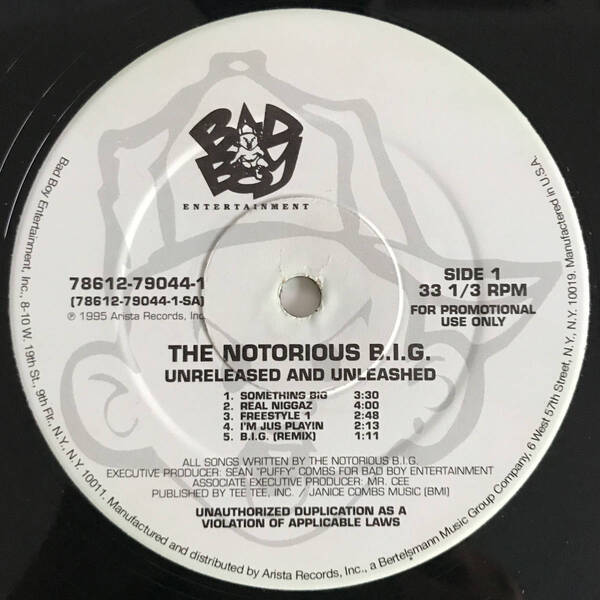 BAD BOY
ENTERTAINMENT
78612-79044-1
(78612-79044-1-SA)
℗ 1995 Arista Records, Inc.
SIDE 1
33 1/3 RPM
FOR PROMOTIONAL
USE ONLY
THE NOTORIOUS B.I.G.
UNRELEASED AND UNLEASHED
1. SOMETHING BIG 3:30
2. REAL NIGGAZ 4:00
3. FREESTYLE 1 2:48
4. I'M JUS PLAYIN 2:13
5. B.I.G. (REMIX) 1:11
ALL SONGS WRITTEN BY THE NOTORIOUS B.I.G.
EXECUTIVE PRODUCER: SEAN "PUFFY" COMBS FOR BAD BOY ENTERTAINMENT
ASSOCIATE EXECUTIVE PRODUCER: MR. CEE
PUBLISHED BY TEE TEE, INC. / JANICE COMBS MUSIC (BMI)
UNAUTHORIZED DUPLICATION AS A
VIOLATION OF APPLICABLE LAWS
Bad Boy Entertainment, Inc., 8-10 W. 19th St., 9th Flr., N.Y., N.Y. 10011. Manufactured and distributed by Arista Records, Inc., a Bertelsmann Music Group Company, 6 West 57th Street, N.Y., N.Y. 10019. Manufactured in U.S.A.